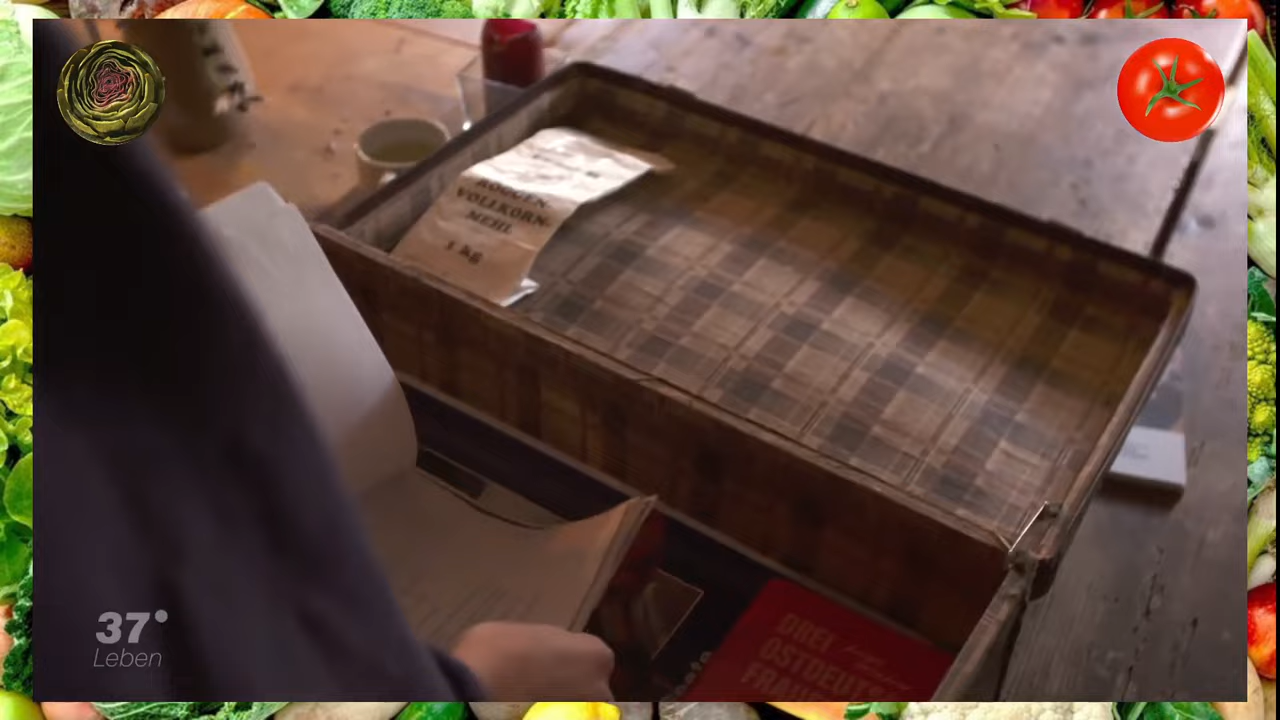 ROGGEN
VOLLKORN-
MEHL
1 kg
37°
Leben
DREI
OSTDEUTSCHE